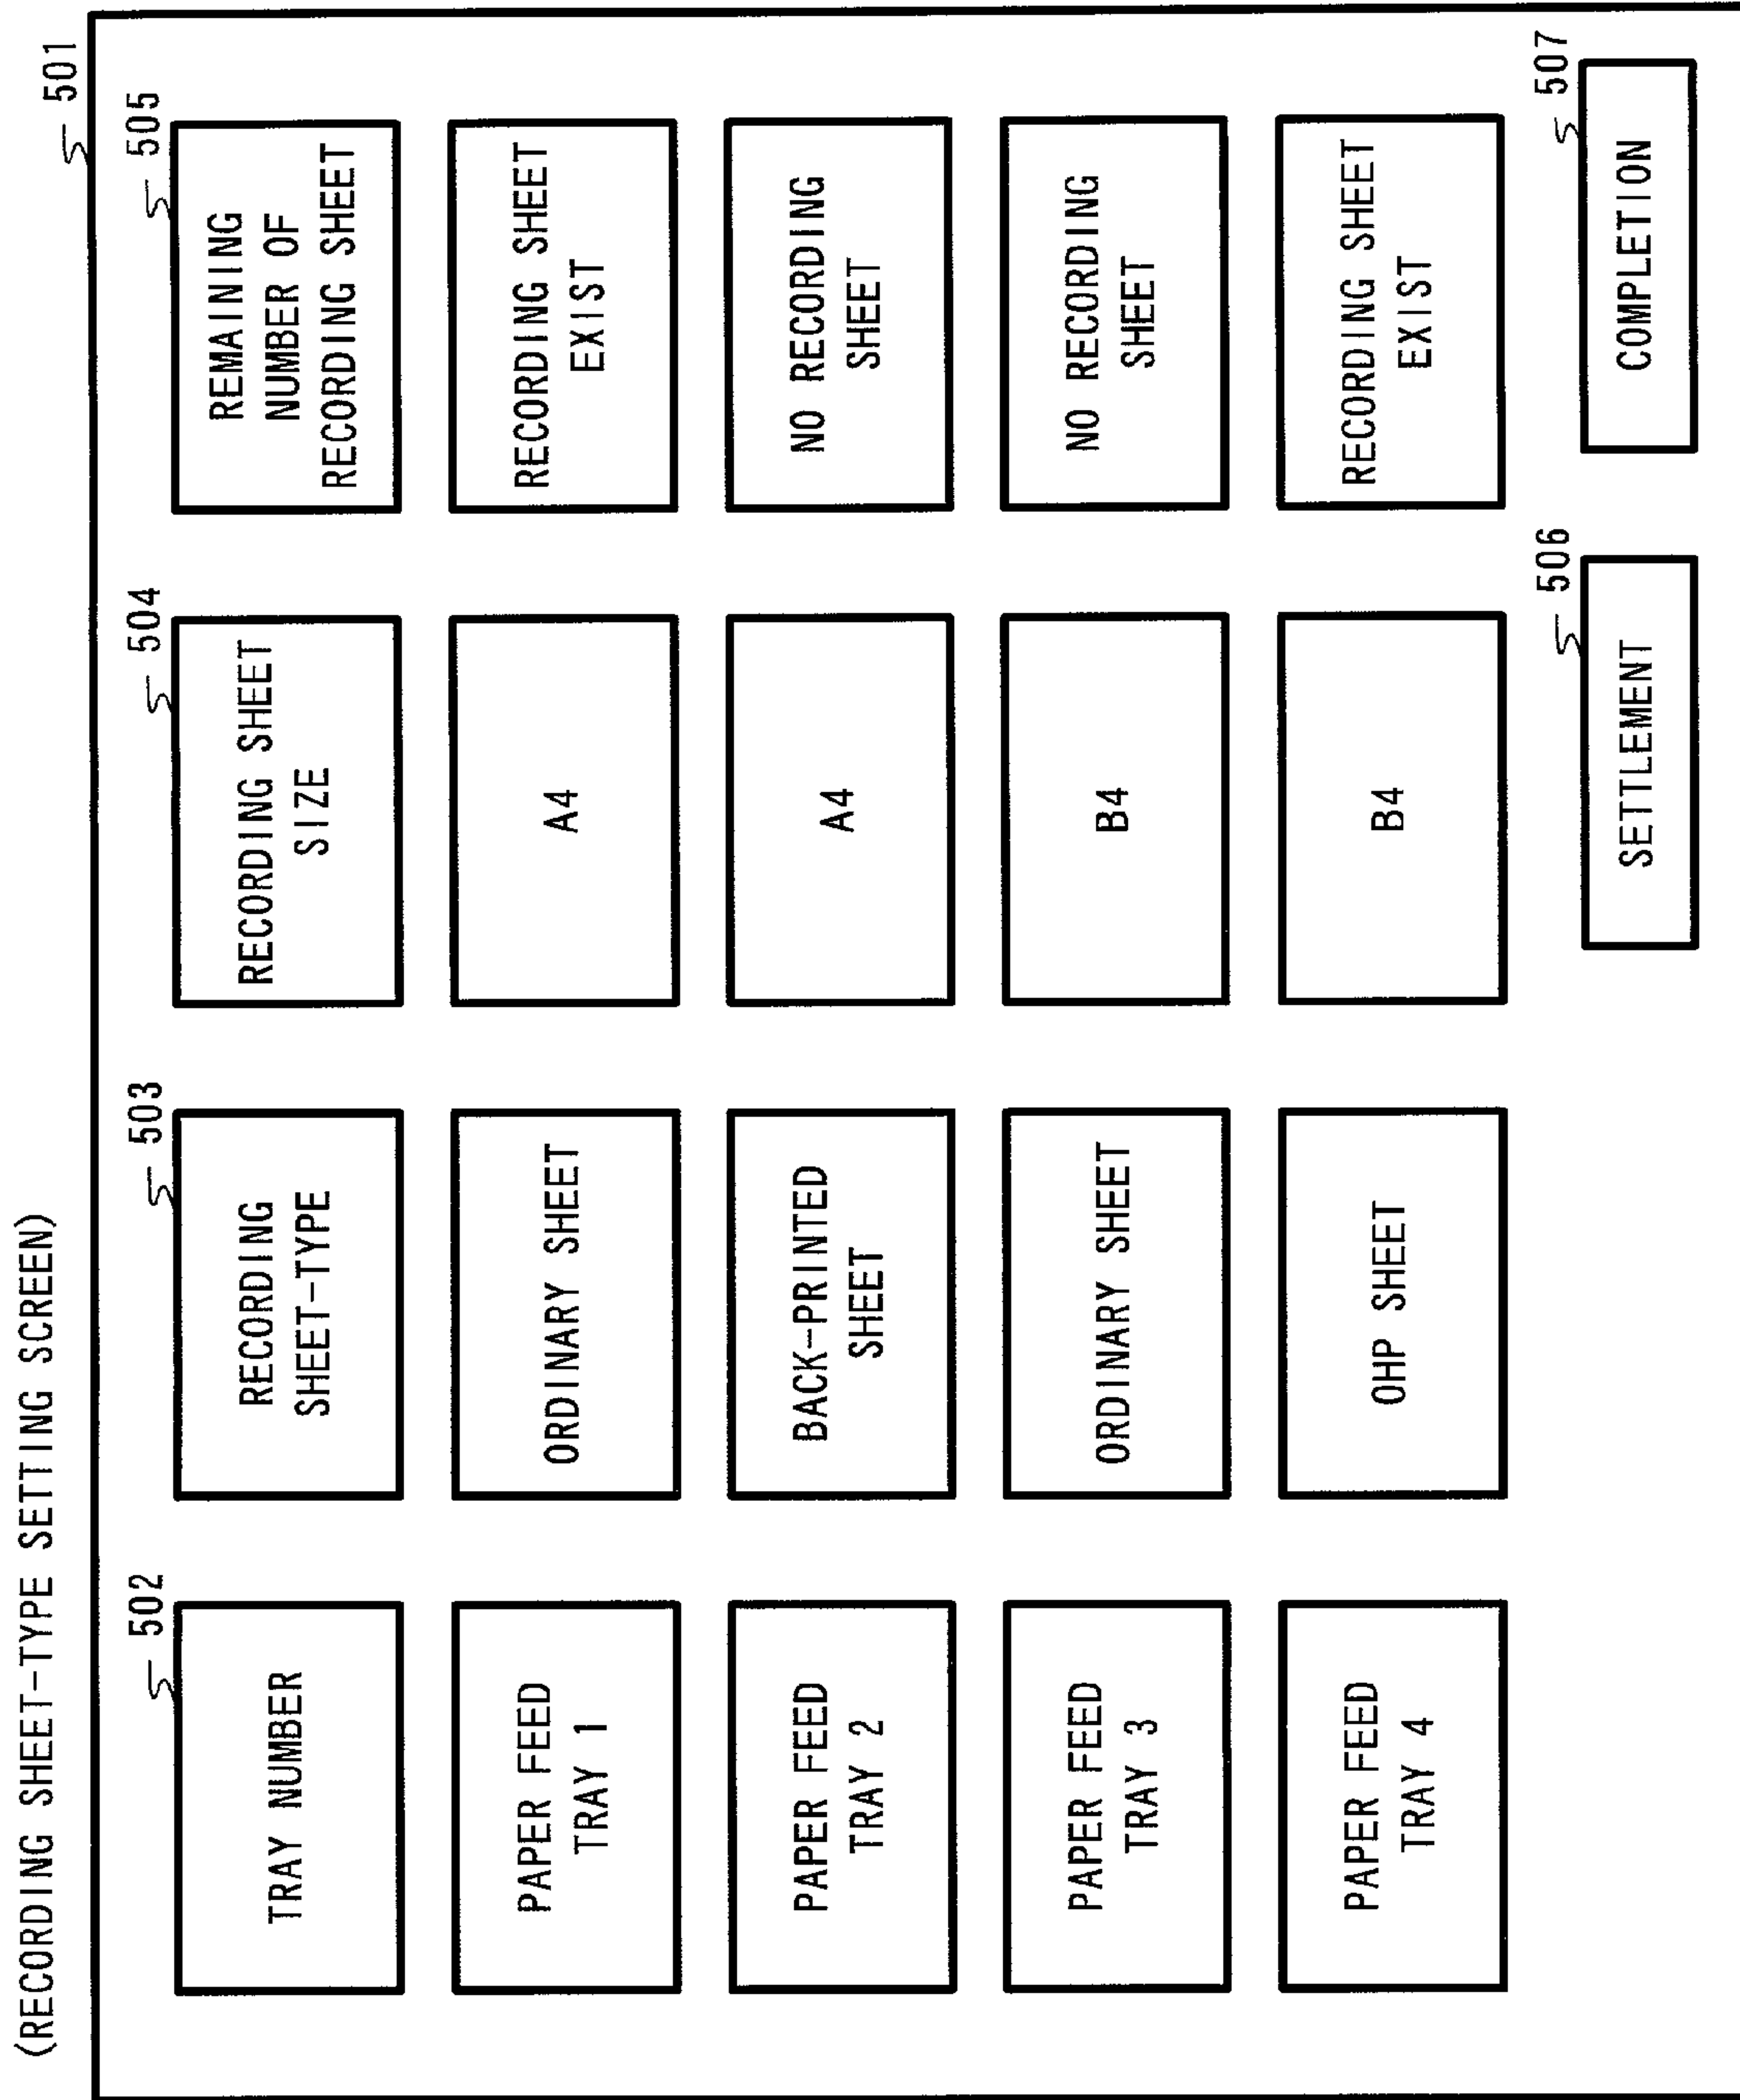 (RECORDING SHEET-TYPE SETTING SCREEN)
501
502
503
504
505
TRAY NUMBER
RECORDING
SHEET-TYPE
RECORDING SHEET
SIZE
REMAINING
NUMBER OF
RECORDING SHEET
PAPER FEED
TRAY 1
ORDINARY SHEET
A4
RECORDING SHEET
EXIST
PAPER FEED
TRAY 2
BACK-PRINTED
SHEET
A4
NO RECORDING
SHEET
PAPER FEED
TRAY 3
ORDINARY SHEET
B4
NO RECORDING
SHEET
PAPER FEED
TRAY 4
OHP SHEET
B4
RECORDING SHEET
EXIST
506
507
SETTLEMENT
COMPLETION